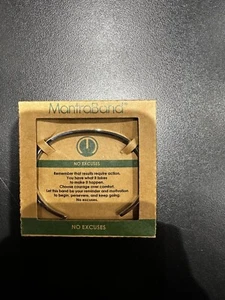 MantraBand™
NO EXCUSES
Remember that results require action.
You have what it takes
to make it happen.
Choose courage over comfort.
Let this band be your reminder and motivation
to begin, persevere, and keep going.
No excuses.
NO EXCUSES